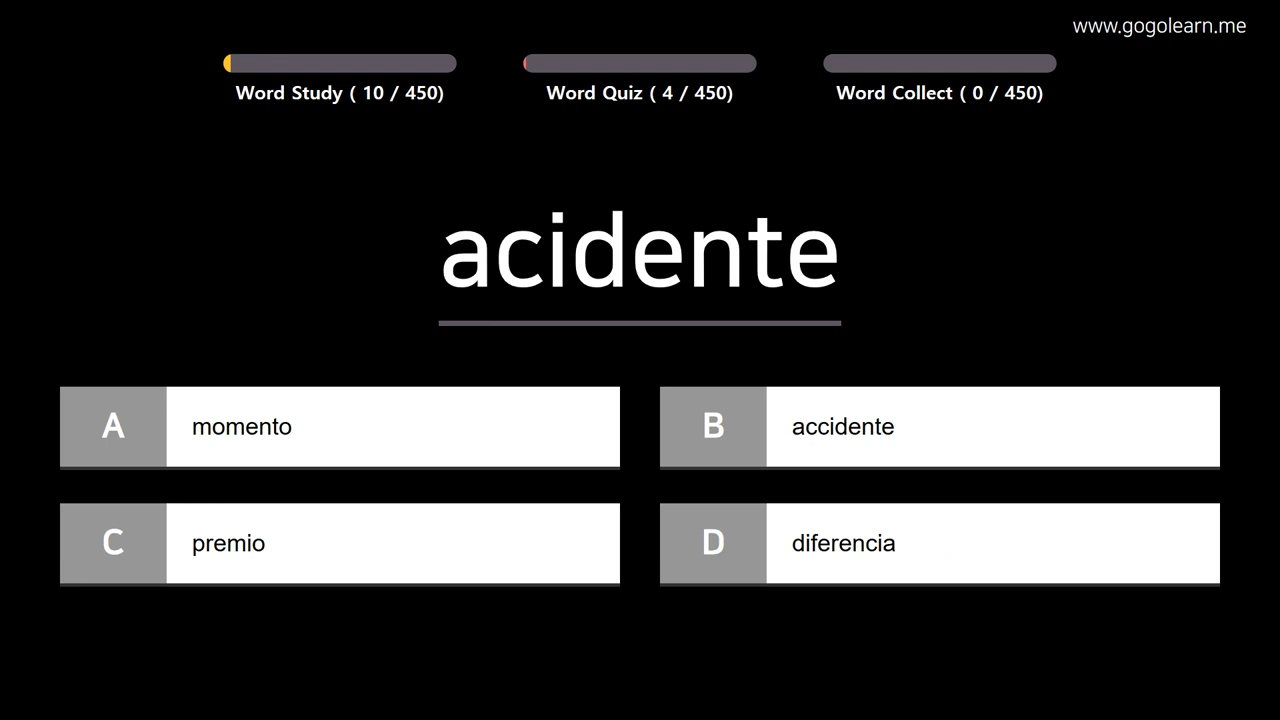 www.gogolearn.me
Word Study ( 10 / 450)
Word Quiz ( 4 / 450)
Word Collect ( 0 / 450)
acidente
A momento
B accidente
C premio
D diferencia